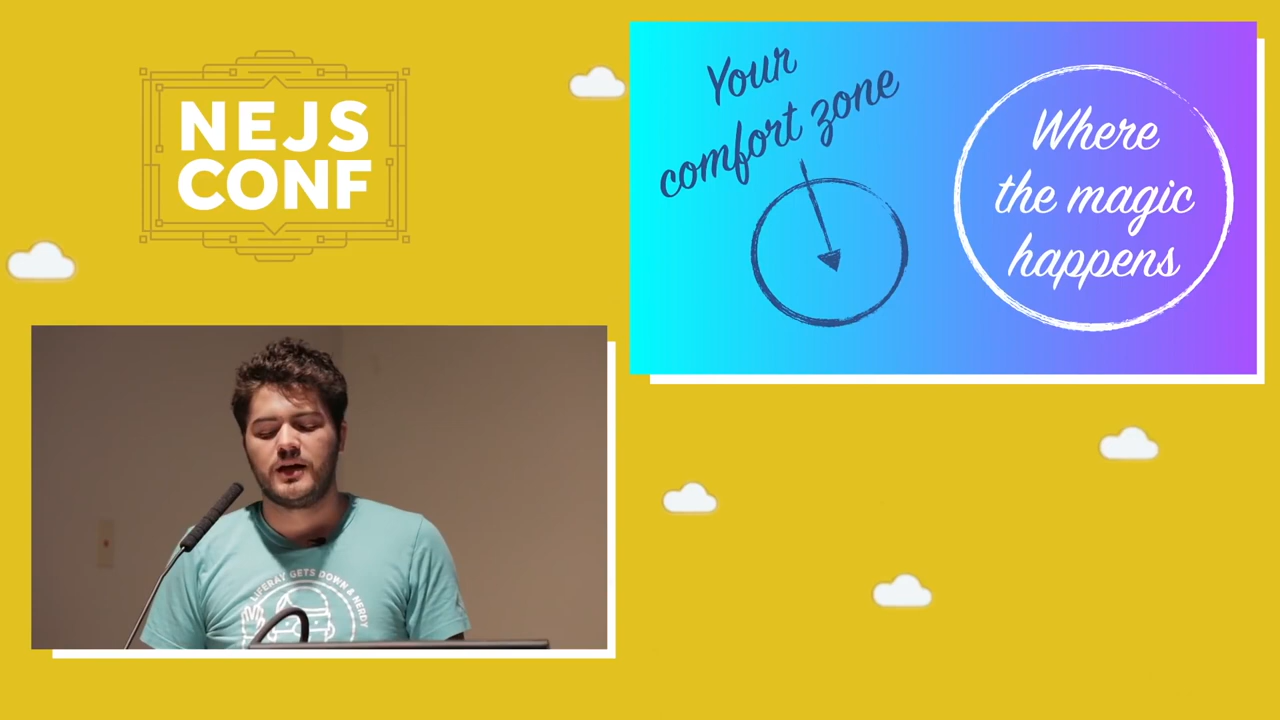 NEJS
CONF
Your
comfort zone
Where
the magic
happens
LIFERAY GETS DOWN & NERDY